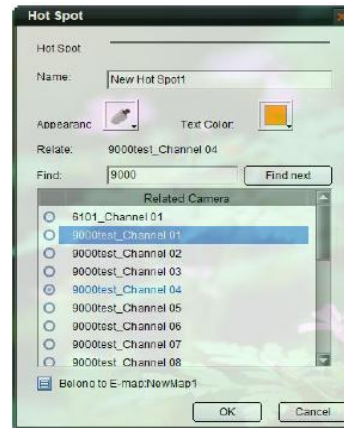 Hot Spot
Hot Spot
Name: New Hot Spot1
Appearanc Text Color:
Relate: 9000test_Channel 04
Find: 9000 Find next
Related Camera
6101_Channel 01
9000test_Channel 01
9000test_Channel 02
9000test_Channel 03
9000test_Channel 04
9000test_Channel 05
9000test_Channel 06
9000test_Channel 07
9000test_Channel 08
Belong to E-map:NewMap1
OK Cancel